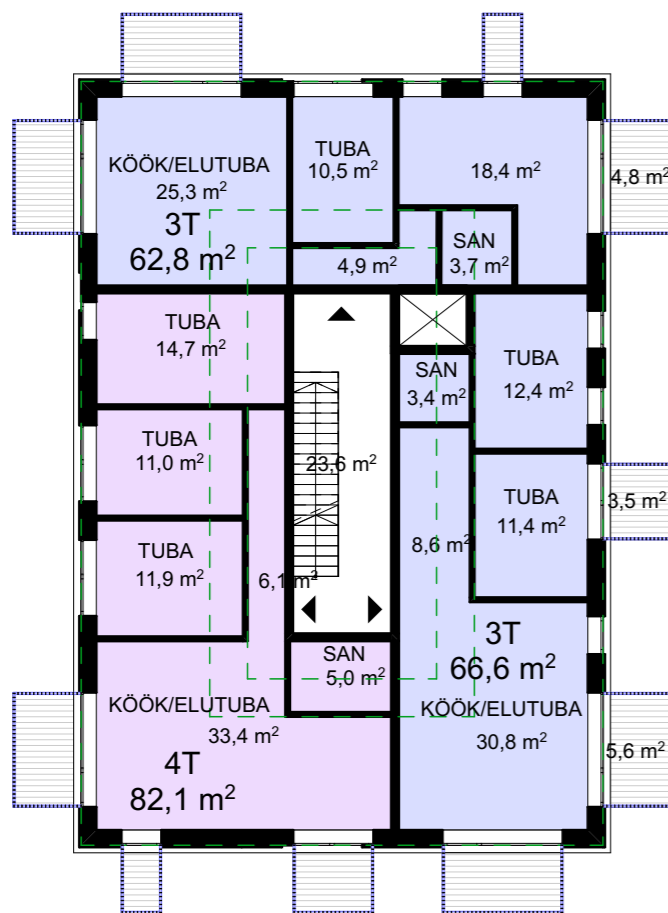 KÖÖK/ELUTUBA
25,3 m²
3T
62,8 m²
TUBA
10,5 m²
18,4 m²
4,8 m²
4,9 m²
SAN
3,7 m²
TUBA
14,7 m²
TUBA
11,0 m²
TUBA
11,9 m²
6,1 m²
23,6 m²
SAN
3,4 m²
TUBA
12,4 m²
TUBA
11,4 m²
3,5 m²
8,6 m²
SAN
5,0 m²
KÖÖK/ELUTUBA
33,4 m²
4T
82,1 m²
3T
66,6 m²
KÖÖK/ELUTUBA
30,8 m²
5,6 m²